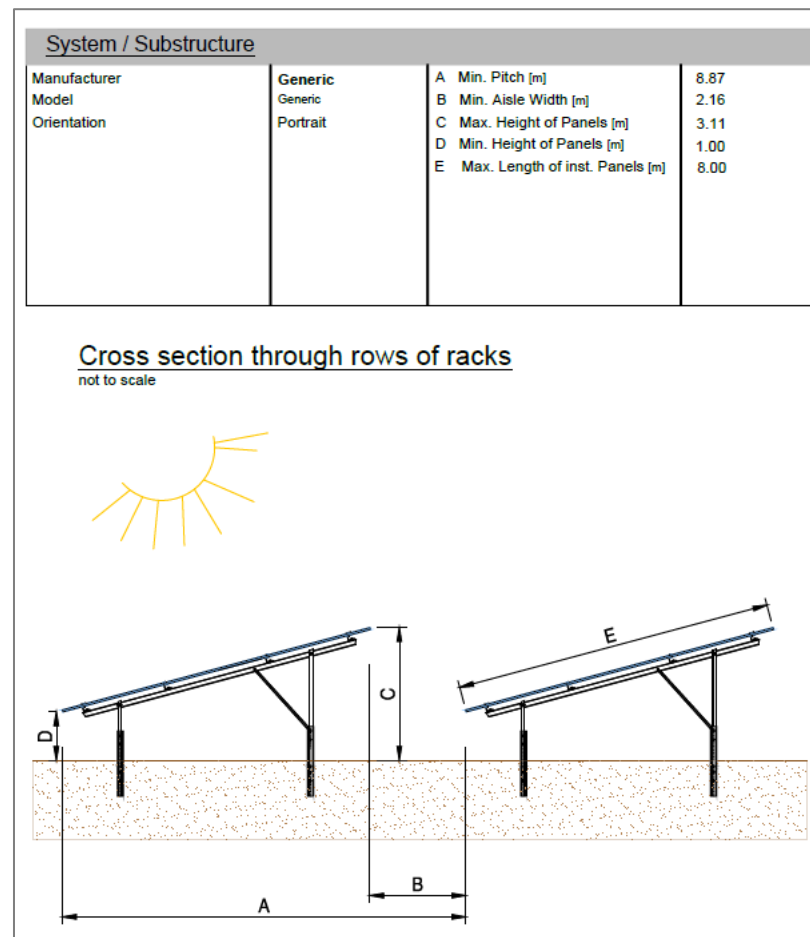 System / Substructure
Manufacturer Generic A Min. Pitch [m] 8.87
Model Generic B Min. Aisle Width [m] 2.16
Orientation Portrait C Max. Height of Panels [m] 3.11
D Min. Height of Panels [m] 1.00
E Max. Length of inst. Panels [m] 8.00
Cross section through rows of racks
not to scale
E
C
D
B
A